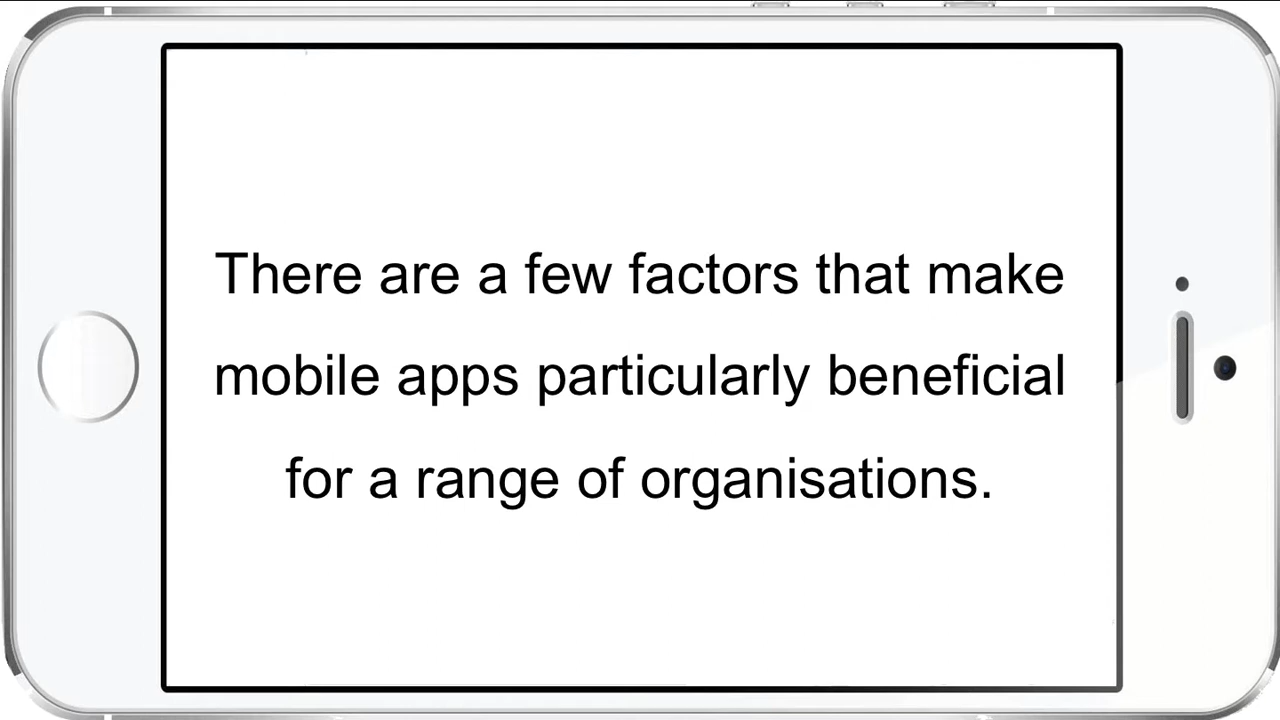 There are a few factors that make
mobile apps particularly beneficial
for a range of organisations.